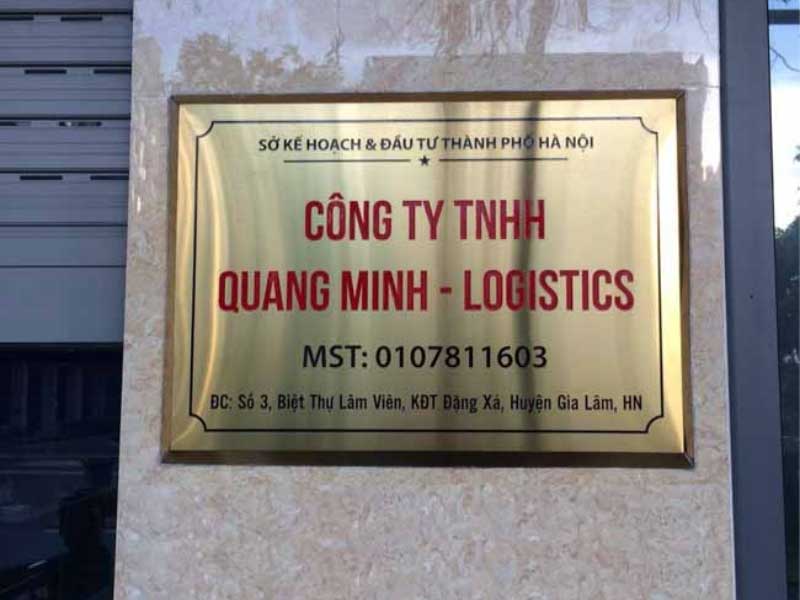 SỞ KẾ HOẠCH & ĐẦU TƯ THÀNH PHỐ HÀ NỘI
CÔNG TY TNHH
QUANG MINH - LOGISTICS
MST: 0107811603
ĐC: Số 3, Biệt Thự Lâm Viên, KĐT Đặng Xá, Huyện Gia Lâm, HN